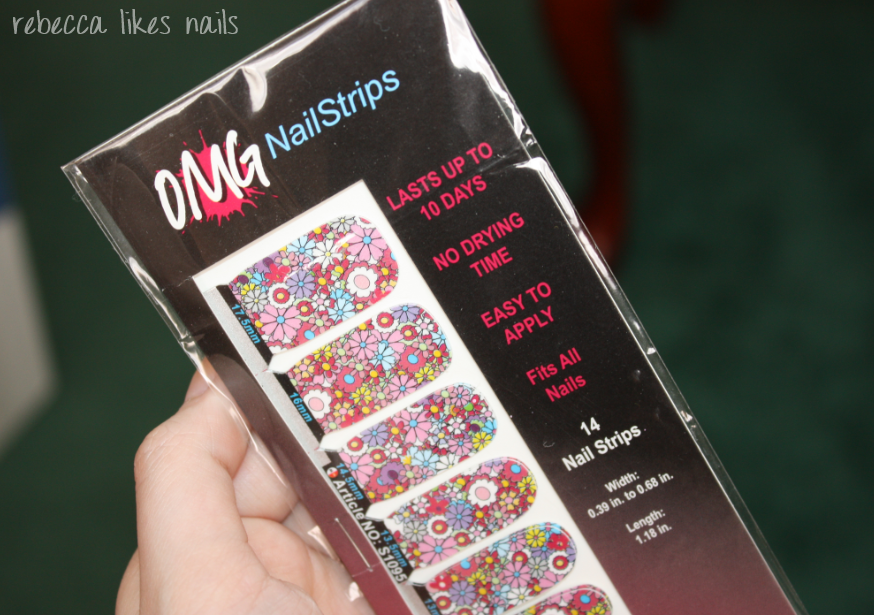 rebecca likes nails
OMG NailStrips
LASTS UP TO
10 DAYS
NO DRYING
TIME
EASY TO
APPLY
Fits All
Nails
14
Nail Strips
Width:
0.39 in. to 0.68 in.
Length:
1.18 in.
17.5mm
16mm
14.5mm
13.5mm
Article NO: S1095